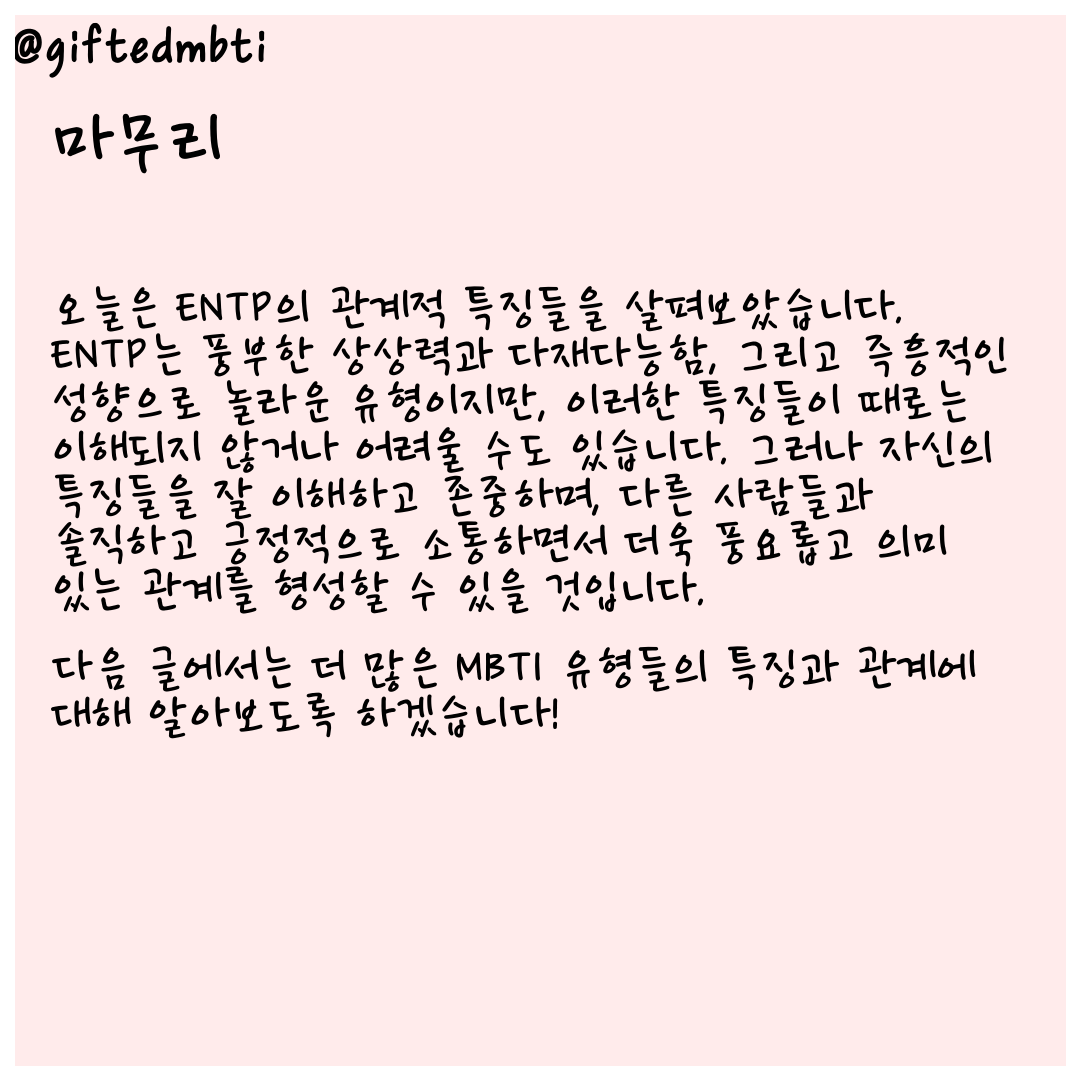 @giftedmbti
마무리
오늘은 ENTP의 관계적 특징들을 살펴보았습니다.
ENTP는 풍부한 상상력과 다재다능함, 그리고 즉흥적인
성향으로 놀라운 유형이지만, 이러한 특징들이 때로는
이해되지 않거나 어려울 수도 있습니다. 그러나 자신의
특징들을 잘 이해하고 존중하며, 다른 사람들과
솔직하고 긍정적으로 소통하면서 더욱 풍요롭고 의미
있는 관계를 형성할 수 있을 것입니다.
다음 글에서는 더 많은 MBTI 유형들의 특징과 관계에
대해 알아보도록 하겠습니다!